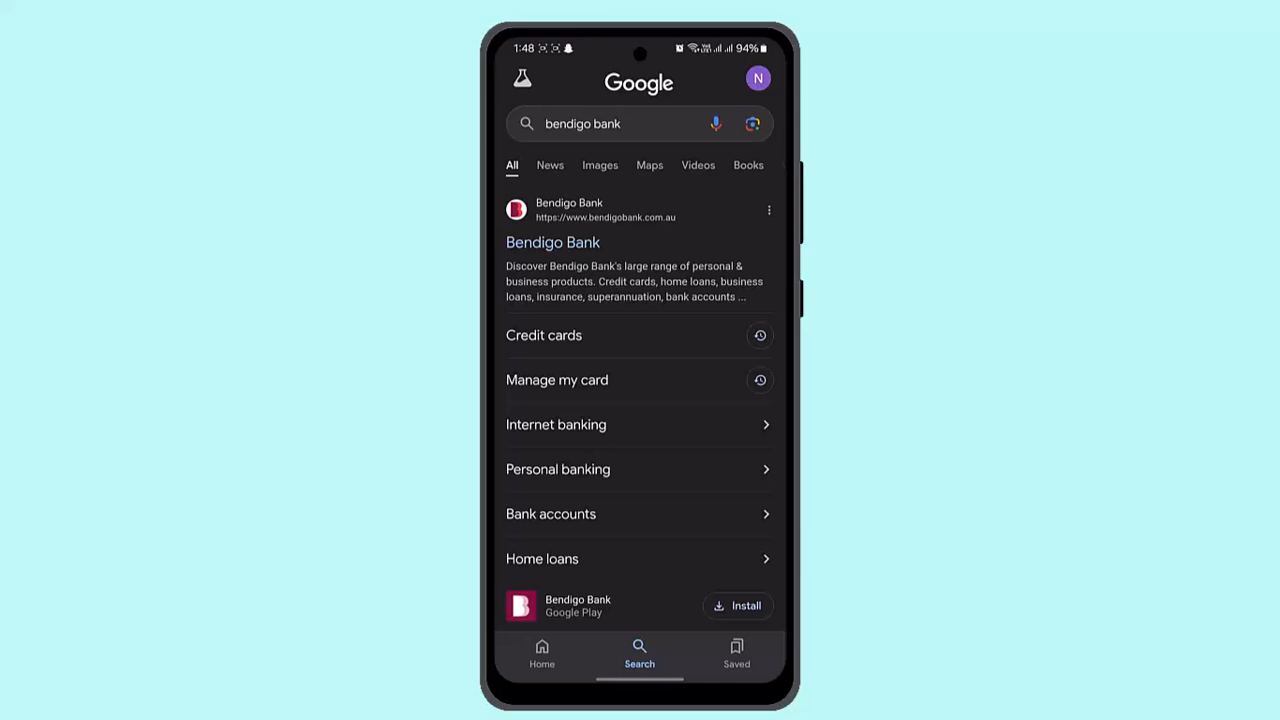 1:48 94%
Google
N
bendigo bank
All News Images Maps Videos Books
Bendigo Bank
https://www.bendigobank.com.au
Bendigo Bank
Discover Bendigo Bank's large range of personal &
business products. Credit cards, home loans, business
loans, insurance, superannuation, bank accounts ...
Credit cards
Manage my card
Internet banking
Personal banking
Bank accounts
Home loans
Bendigo Bank
Google Play
Install
Home Search Saved